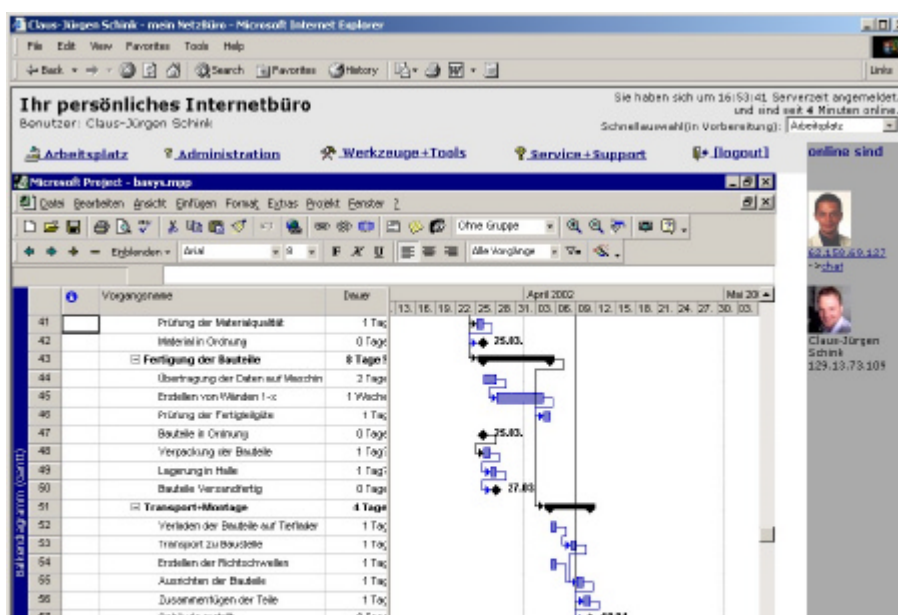 Claus-Jürgen Schink - mein NetzBüro - Microsoft Internet Explorer
File Edit View Favorites Tools Help
Back Search Favorites History Links
Ihr persönliches Internetbüro
Benutzer: Claus-Jürgen Schink
Sie haben sich um 16:53:41 Serverzeit angemeldet
und sind seit 4 Minuten online.
Schnellauswahl(in Vorbereitung): Arbeitsplatz
Arbeitsplatz Administration Werkzeuge+Tools Service+Support [logout] online sind
Microsoft Project - basys.mpp
Datei Bearbeiten Ansicht Einfügen Format Extras Projekt Fenster ?
Ohne Gruppe
Einblenden Arial 8 F K U Alle Vorgänge
->chat
Claus-Jürgen
Schink
129.13.73.109
Vorgangsname Dauer April 2002 Mai 20
13. 16. 19. 22. 25. 28. 31. 03. 06. 09. 12. 15. 18. 21. 24. 27. 30. 03.
41 Prüfung der Materialqualität 1 Tag
42 Material in Ordnung 0 Tage 25.03.
43 Fertigung der Bauteile 8 Tage
44 Übertragung der Daten auf Maschin 2 Tage
45 Erstellen von Wänden 1-x 1 Woche
46 Prüfung der Fertigteilgüte 1 Tag
47 Bauteile in Ordnung 0 Tage 25.03.
48 Verpackung der Bauteile 1 Tag?
49 Lagerung in Halle 1 Tag?
50 Bauteile Versandfertig 0 Tage 27.03
51 Transport+Montage 4 Tage
52 Verladen der Bauteile auf Tieflader 1 Tag
53 Transport zu Baustelle 1 Tag
54 Erstellen der Richtschwellen 1 Tag
55 Ausrichten der Bauteile 1 Tag
56 Zusammenfügen der Teile 1 Tag
Balkendiagramm (Gantt)